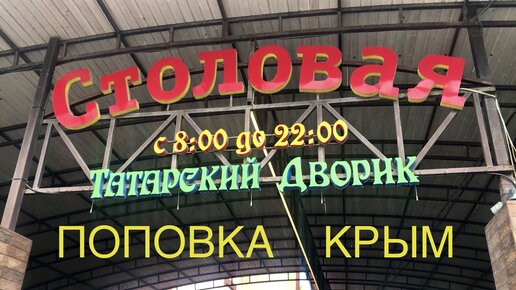 Столовая
с 8:00 до 22:00
Татарский Дворик
ПОПОВКА КРЫМ